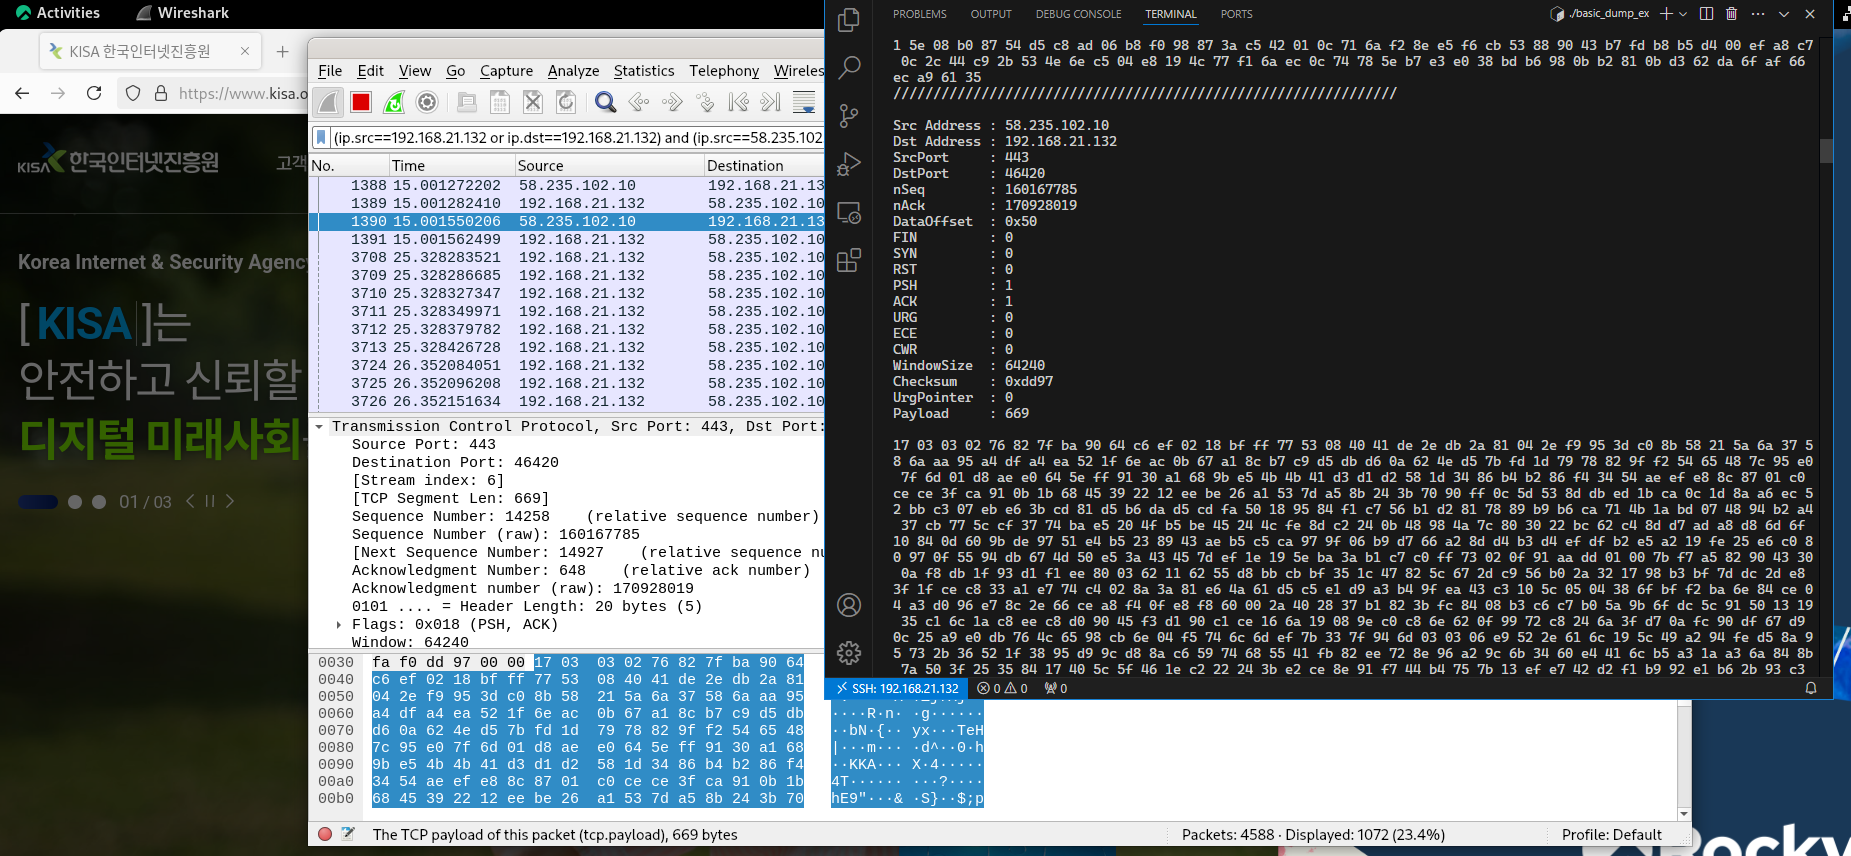 Activities
Wireshark
KISA 한국인터넷진흥원
https://www.kisa.o
KISA 한국인터넷진흥원
고객
Korea Internet & Security Agency
[ KISA ]는
안전하고 신뢰할
디지털 미래사회
01 / 03
File Edit View Go Capture Analyze Statistics Telephony Wireles
(ip.src==192.168.21.132 or ip.dst==192.168.21.132) and (ip.src==58.235.102
No. Time Source Destination
1388 15.001272202 58.235.102.10 192.168.21.13
1389 15.001282410 192.168.21.132 58.235.102.10
1390 15.001550206 58.235.102.10 192.168.21.13
1391 15.001562499 192.168.21.132 58.235.102.10
3708 25.328283521 192.168.21.132 58.235.102.10
3709 25.328286685 192.168.21.132 58.235.102.10
3710 25.328327347 192.168.21.132 58.235.102.10
3711 25.328349971 192.168.21.132 58.235.102.10
3712 25.328379782 192.168.21.132 58.235.102.10
3713 25.328426728 192.168.21.132 58.235.102.10
3724 26.352084051 192.168.21.132 58.235.102.10
3725 26.352096208 192.168.21.132 58.235.102.10
3726 26.352151634 192.168.21.132 58.235.102.10
Transmission Control Protocol, Src Port: 443, Dst Port:
Source Port: 443
Destination Port: 46420
[Stream index: 6]
[TCP Segment Len: 669]
Sequence Number: 14258 (relative sequence number)
Sequence Number (raw): 160167785
[Next Sequence Number: 14927 (relative sequence nu
Acknowledgment Number: 648 (relative ack number)
Acknowledgment number (raw): 170928019
0101 .... = Header Length: 20 bytes (5)
Flags: 0x018 (PSH, ACK)
Window: 64240
0030 fa f0 dd 97 00 00 17 03 03 02 76 82 7f ba 90 64
0040 c6 ef 02 18 bf ff 77 53 08 40 41 de 2e db 2a 81
0050 04 2e f9 95 3d c0 8b 58 21 5a 6a 37 58 6a aa 95
0060 a4 df a4 ea 52 1f 6e ac 0b 67 a1 8c b7 c9 d5 db ····R·n· ·g······
0070 d6 0a 62 4e d5 7b fd 1d 79 78 82 9f f2 54 65 48 ··bN·{·· yx···TeH
0080 7c 95 e0 7f 6d 01 d8 ae e0 64 5e ff 91 30 a1 68 |···m··· ·d^··0·h
0090 9b e5 4b 4b 41 d3 d1 d2 58 1d 34 86 b4 b2 86 f4 ··KKA··· X·4·····
00a0 34 54 ae ef e8 8c 87 01 c0 ce ce 3f ca 91 0b 1b 4T······ ···?····
00b0 68 45 39 22 12 ee be 26 a1 53 7d a5 8b 24 3b 70 hE9"···& ·S}··$;p
The TCP payload of this packet (tcp.payload), 669 bytes
Packets: 4588 · Displayed: 1072 (23.4%)
Profile: Default
PROBLEMS OUTPUT DEBUG CONSOLE TERMINAL PORTS
./basic_dump_ex
1 5e 08 b0 87 54 d5 c8 ad 06 b8 f0 98 87 3a c5 42 01 0c 71 6a f2 8e e5 f6 cb 53 88 90 43 b7 fd b8 b5 d4 00 ef a8 c7
0c 2c 44 c9 2b 53 4e 6e c5 04 e8 19 4c 77 f1 6a ec 0c 74 78 5e b7 e3 e0 38 bd b6 98 0b b2 81 0b d3 62 da 6f af 66
ec a9 61 35
///////////////////////////////////////////////////////////////
Src Address : 58.235.102.10
Dst Address : 192.168.21.132
SrcPort : 443
DstPort : 46420
nSeq : 160167785
nAck : 170928019
DataOffset : 0x50
FIN : 0
SYN : 0
RST : 0
PSH : 1
ACK : 1
URG : 0
ECE : 0
CWR : 0
WindowSize : 64240
Checksum : 0xdd97
UrgPointer : 0
Payload : 669
17 03 03 02 76 82 7f ba 90 64 c6 ef 02 18 bf ff 77 53 08 40 41 de 2e db 2a 81 04 2e f9 95 3d c0 8b 58 21 5a 6a 37 5
8 6a aa 95 a4 df a4 ea 52 1f 6e ac 0b 67 a1 8c b7 c9 d5 db d6 0a 62 4e d5 7b fd 1d 79 78 82 9f f2 54 65 48 7c 95 e0
7f 6d 01 d8 ae e0 64 5e ff 91 30 a1 68 9b e5 4b 4b 41 d3 d1 d2 58 1d 34 86 b4 b2 86 f4 34 54 ae ef e8 8c 87 01 c0
ce ce 3f ca 91 0b 1b 68 45 39 22 12 ee be 26 a1 53 7d a5 8b 24 3b 70 90 ff 0c 5d 53 8d db ed 1b ca 0c 1d 8a a6 ec 5
2 bb c3 07 eb e6 3b cd 81 d5 b6 da d5 cd fa 50 18 95 84 f1 c7 56 b1 d2 81 78 89 b9 b6 ca 71 4b 1a bd 07 48 94 b2 a4
37 cb 77 5c cf 37 74 ba e5 20 4f b5 be 45 24 4c fe 8d c2 24 0b 48 98 4a 7c 80 30 22 bc 62 c4 8d d7 ad a8 d8 6d 6f
10 84 0d 60 9b de 97 51 e4 b5 23 89 43 ae b5 c5 ca 97 9f 06 b9 d7 66 a2 8d d4 b3 d4 ef df b2 e5 a2 19 fe 25 e6 c0 8
0 97 0f 55 94 db 67 4d 50 e5 3a 43 45 7d ef 1e 19 5e ba 3a b1 c7 c0 ff 73 02 0f 91 aa dd 01 00 7b f7 a5 82 90 43 30
0a f8 db 1f 93 d1 f1 ee 80 03 62 11 62 55 d8 bb cb bf 35 1c 47 82 5c 67 2d c9 56 b0 2a 32 17 98 b3 bf 7d dc 2d e8
3f 1f ce c8 33 a1 e7 74 c4 02 8a 3a 81 e6 4a 61 d5 c5 e1 d9 a3 b4 9f ea 43 c3 10 5c 05 04 38 6f bf f2 ba 6e 84 ce 0
4 a3 d0 96 e7 8c 2e 66 ce a8 f4 0f e8 f8 60 00 2a 40 28 37 b1 82 3b fc 84 08 b3 c6 c7 b0 5a 9b 6f dc 5c 91 50 13 19
35 c1 6c 1a c8 ee c8 d0 90 45 f3 d1 90 c1 ce 16 6a 19 08 9e c0 c8 6e 62 0f 99 72 c8 24 6a 3f d7 0a fc 90 df 67 d9
0c 25 a9 e0 db 76 4c 65 98 cb 6e 04 f5 74 6c 6d ef 7b 33 7f 94 6d 03 03 06 e9 52 2e 61 6c 19 5c 49 a2 94 fe d5 8a 9
5 73 2b 36 52 1f 38 95 d9 9c d8 8a c6 59 74 68 55 41 fb 82 ee 72 8e 96 a2 9c 6b 34 60 e4 41 6c b5 a3 1a a3 6a 84 8b
7a 50 3f 25 35 84 17 40 5c 5f 46 1e c2 22 24 3b e2 ce 8e 91 f7 44 b4 75 7b 13 ef e7 42 d2 f1 b9 92 e1 b6 2b 93 c3
SSH: 192.168.21.132
0 0 0
Rocky